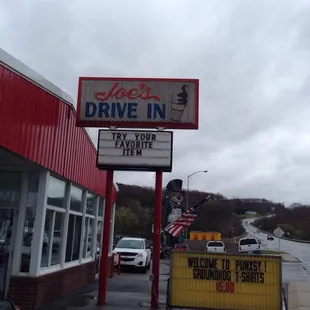 Joe's
DRIVE IN
TRY YOUR
FAVORITE
ITEM
WELCOME TO PUNXSY!
GROUNDHOG T-SHIRTS
$5.00